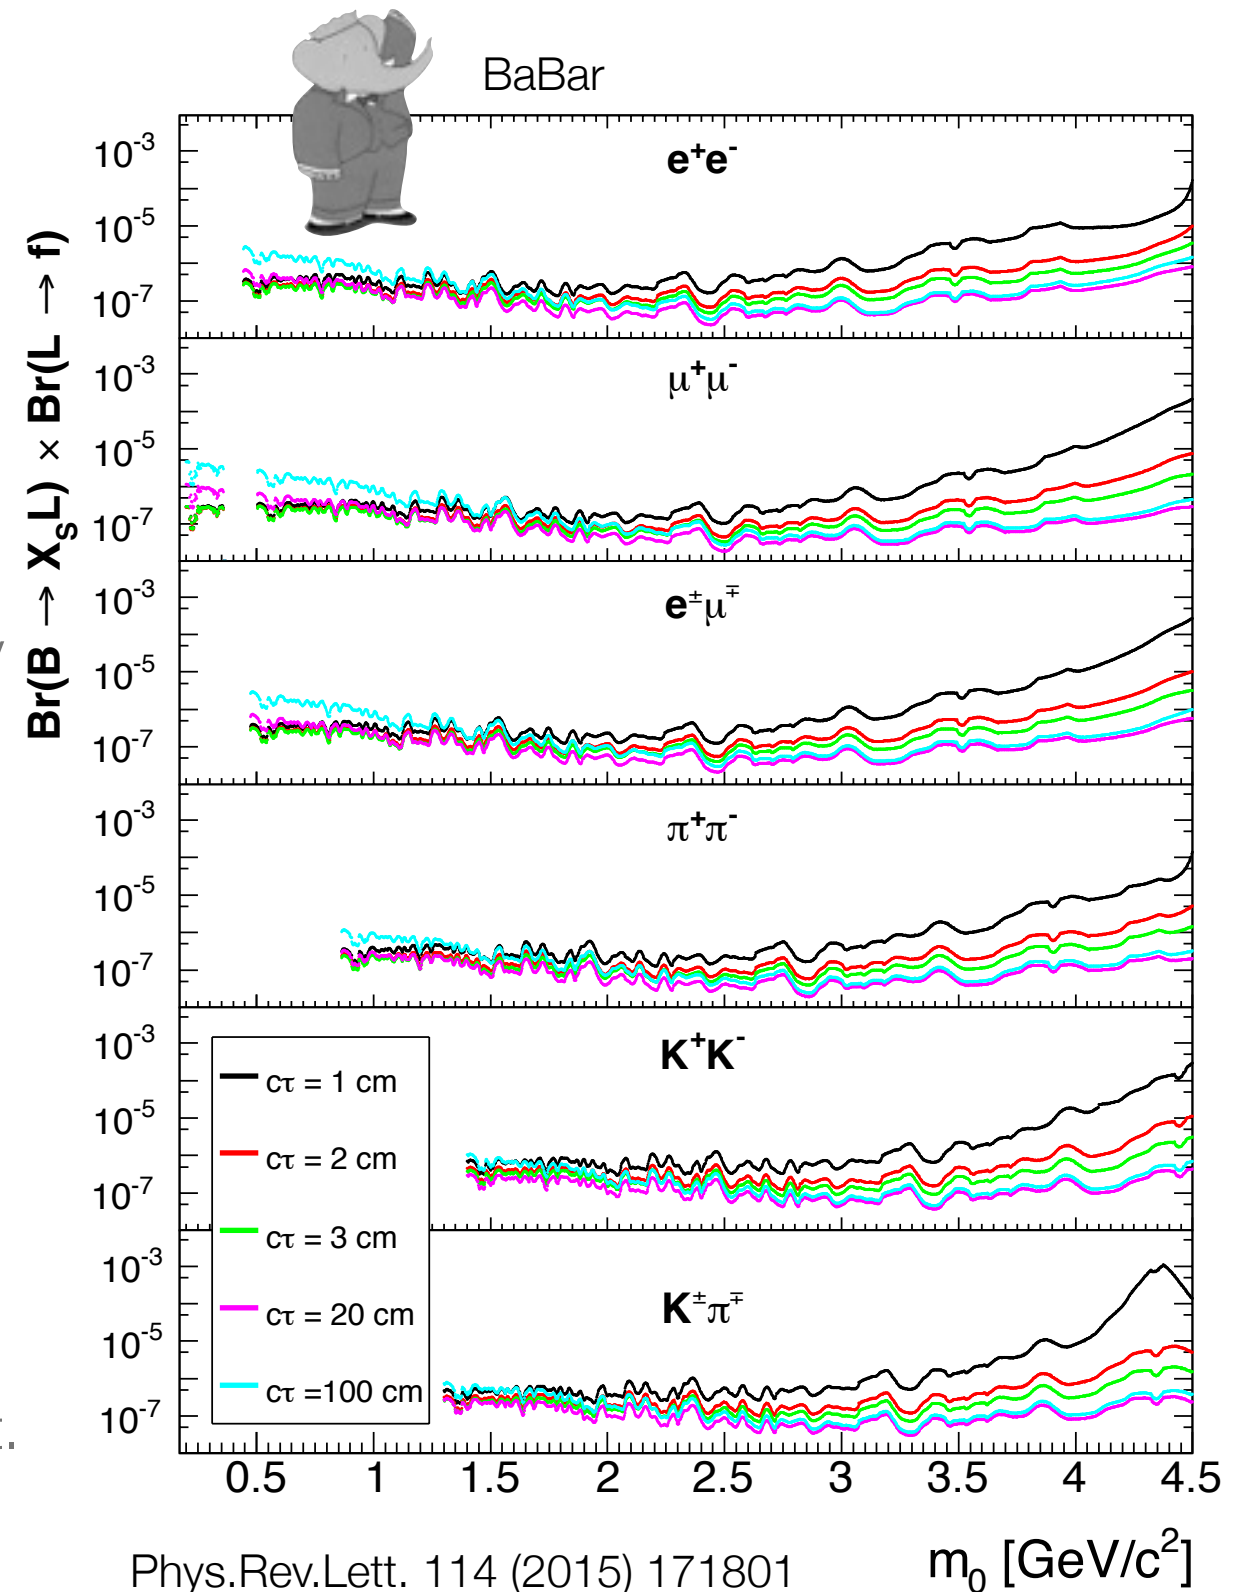 BaBar
Br(B → X_S L) × Br(L → f)
10^-3
10^-5
10^-7
e^+e^-
10^-3
10^-5
10^-7
μ^+μ^-
10^-3
10^-5
10^-7
e^±μ^∓
10^-3
10^-5
10^-7
π^+π^-
10^-3
10^-5
10^-7
K^+K^-
10^-3
10^-5
10^-7
K^±π^∓
cτ = 1 cm
cτ = 2 cm
cτ = 3 cm
cτ = 20 cm
cτ =100 cm
0.5 1 1.5 2 2.5 3 3.5 4 4.5
m_0 [GeV/c^2]
Phys.Rev.Lett. 114 (2015) 171801